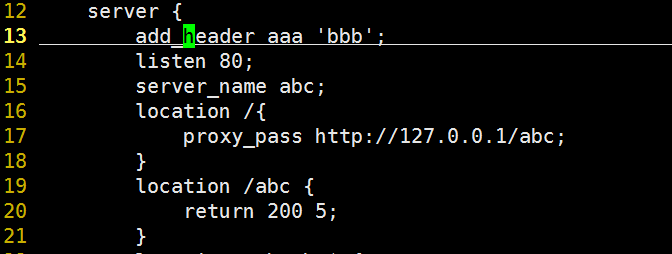 12 server {
13 add_header aaa 'bbb';
14 listen 80;
15 server_name abc;
16 location /{
17 proxy_pass http://127.0.0.1/abc;
18 }
19 location /abc {
20 return 200 5;
21 }